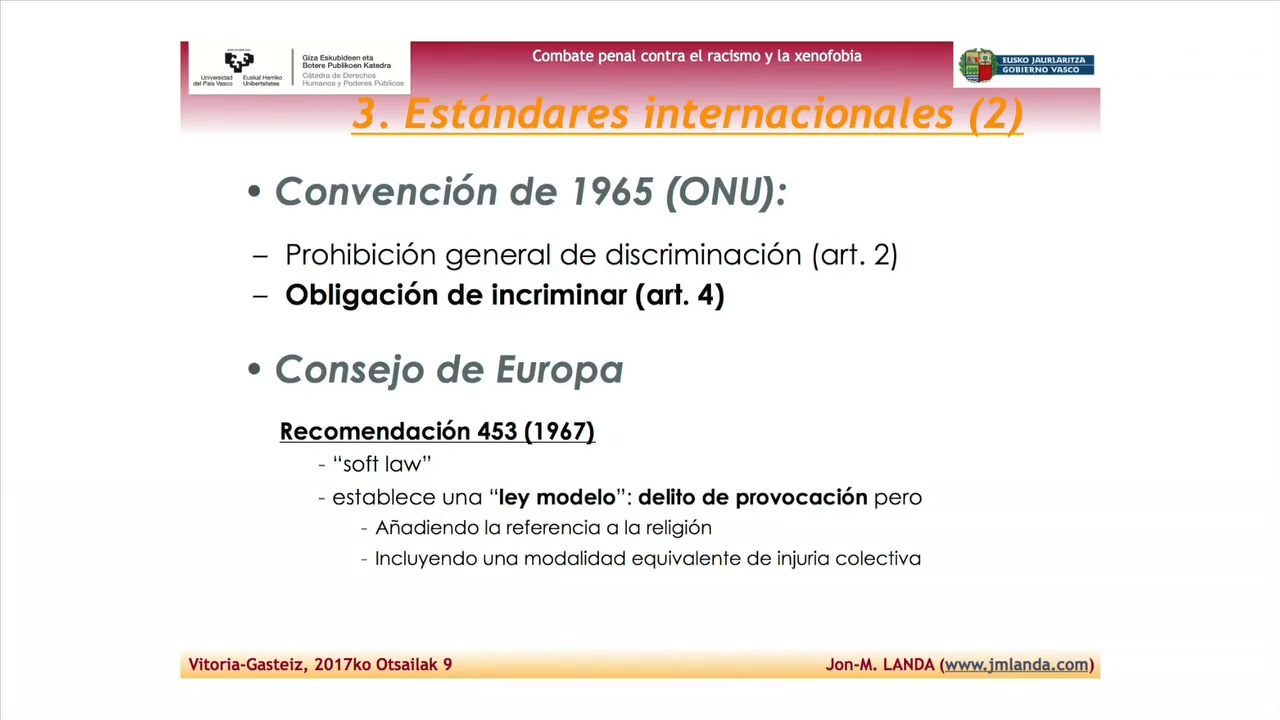 Universidad del País Vasco
Euskal Herriko Unibertsitatea
Giza Eskubideen eta
Botere Publikoen Katedra
Cátedra de Derechos
Humanos y Poderes Públicos
Combate penal contra el racismo y la xenofobia
EUSKO JAURLARITZA
GOBIERNO VASCO
3. Estándares internacionales (2)
• Convención de 1965 (ONU):
– Prohibición general de discriminación (art. 2)
– Obligación de incriminar (art. 4)
• Consejo de Europa
Recomendación 453 (1967)
- “soft law”
- establece una “ley modelo”: delito de provocación pero
- Añadiendo la referencia a la religión
- Incluyendo una modalidad equivalente de injuria colectiva
Vitoria-Gasteiz, 2017ko Otsailak 9
Jon-M. LANDA (www.jmlanda.com)